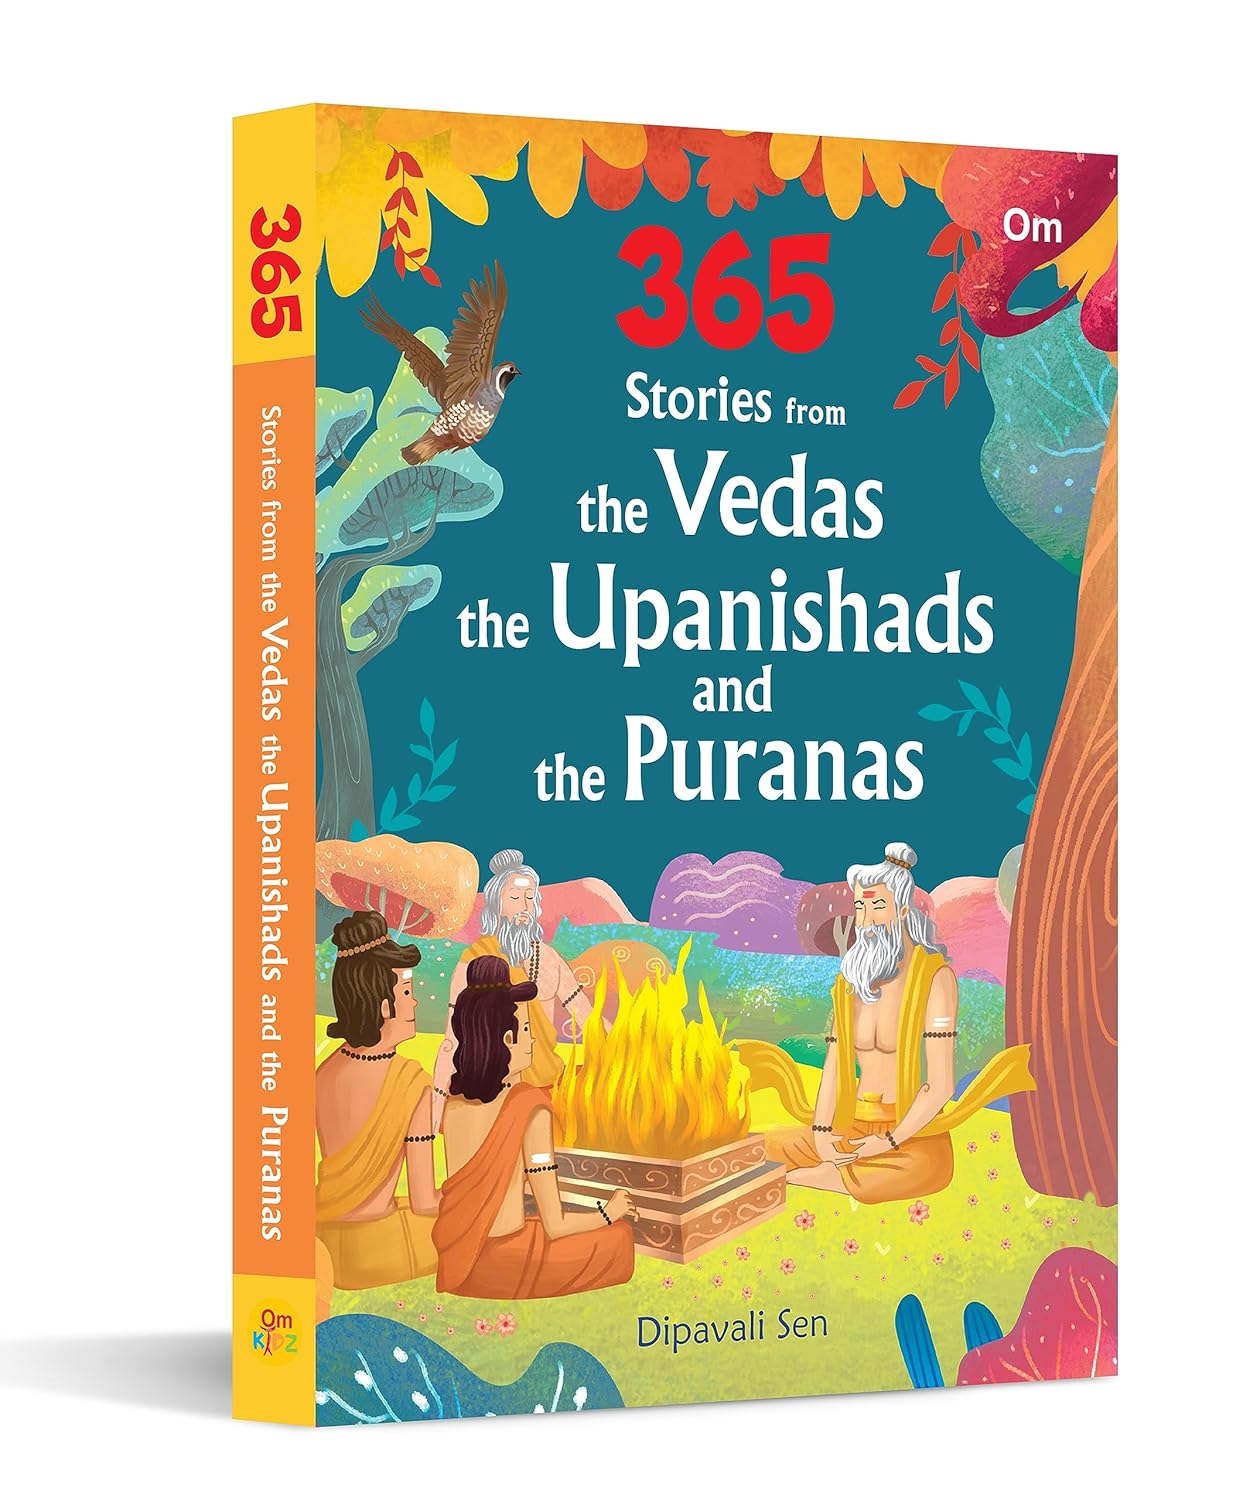 365
Stories from the Vedas the Upanishads and the Puranas
Om
KIDZ
Om
365
Stories from
the Vedas
the Upanishads
and
the Puranas
Dipavali Sen